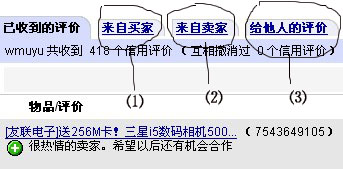 已收到的评价 来自买家 来自卖家 给他人的评价
wmuyu 共收到 418 个信用评价 ( 互相撤消过 0 个信用评价 )
(1) (2) (3)
物品/评价
[友联电子]送256M卡！三星i5数码相机500... ( 7543649105 )
很热情的卖家。希望以后还有机会合作